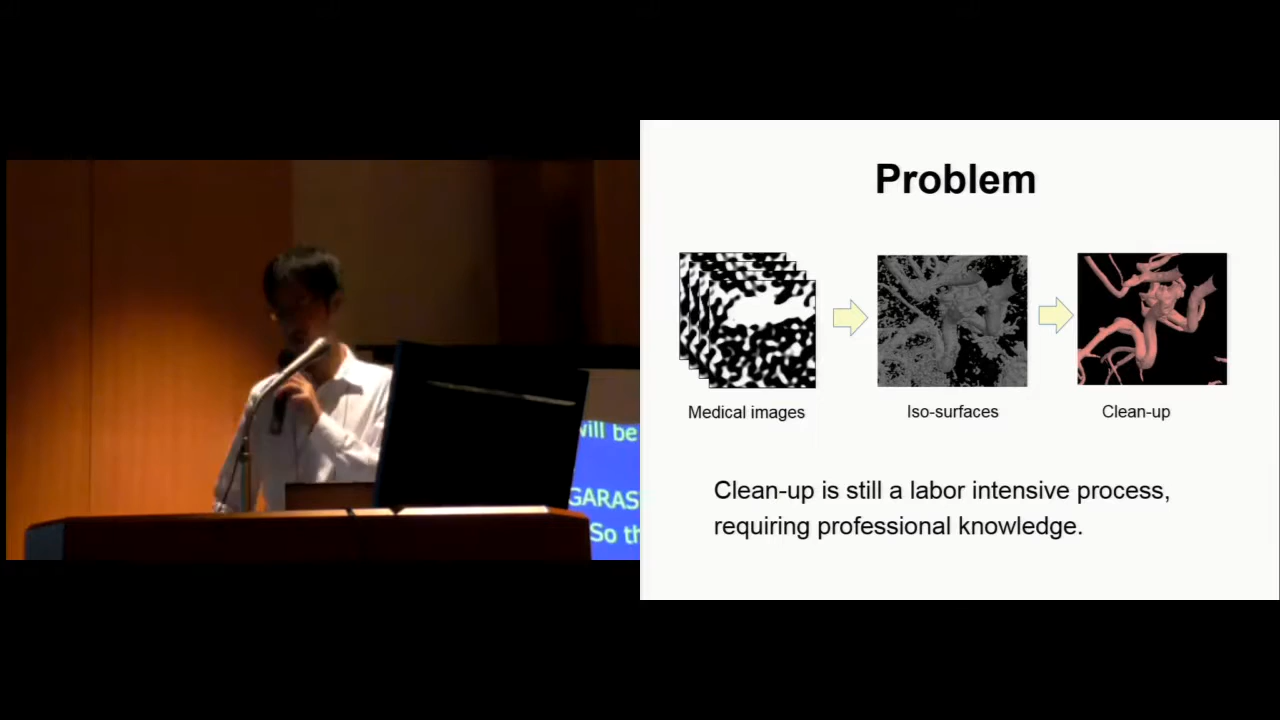 will be
GARAS
So th
Problem
Medical images
Iso-surfaces
Clean-up
Clean-up is still a labor intensive process,
requiring professional knowledge.